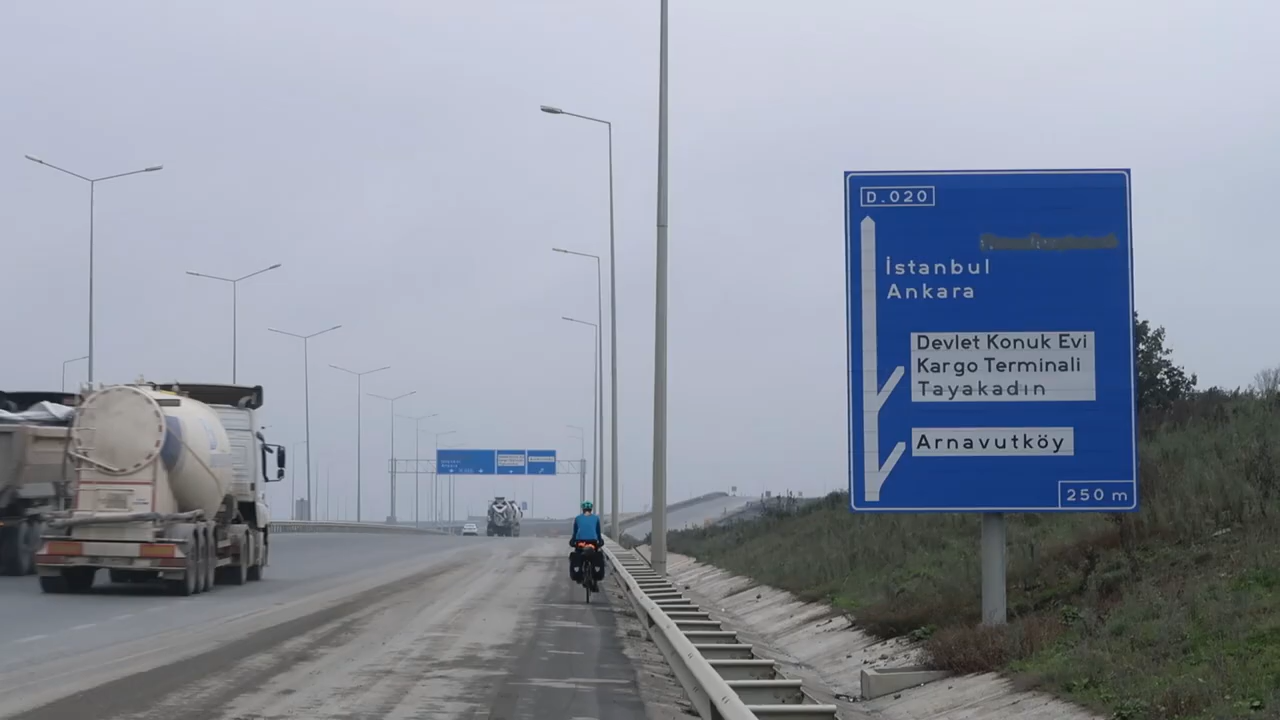 D.020
İstanbul
Ankara
Devlet Konuk Evi
Kargo Terminali
Tayakadın
Arnavutköy
250 m